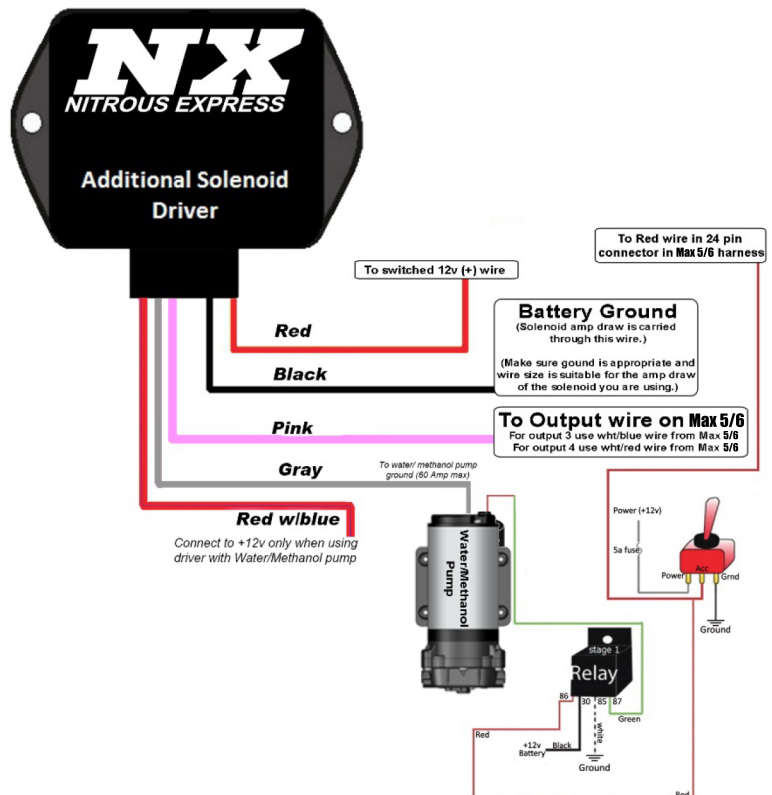 NX
NITROUS EXPRESS
Additional Solenoid
Driver
To Red wire in 24 pin
connector in Max 5/6 harness
To switched 12v (+) wire
Red
Battery Ground
(Solenoid amp draw is carried
through this wire.)
(Make sure gound is appropriate and
wire size is suitable for the amp draw
of the solenoid you are using.)
Black
Pink
To Output wire on Max 5/6
For output 3 use wht/blue wire from Max 5/6
For output 4 use wht/red wire from Max 5/6
Gray
To water/ methanol pump
ground (60 Amp max)
Red w/blue
Connect to +12v only when using
driver with Water/Methanol pump
Water/Methanol
Pump
Power (+12v)
5a fuse
Acc
Power
Grnd
Ground
stage 1
Relay
86
30
85
87
Green
Red
white
+12v
Battery
Black
Ground
Red